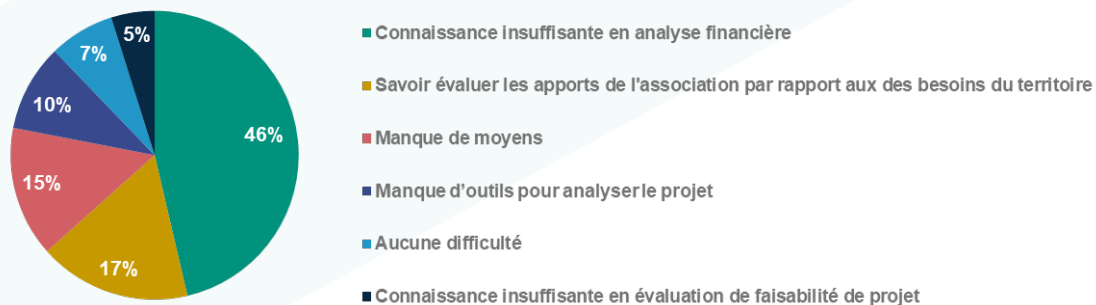 5%
7%
10%
15%
17%
46%
Connaissance insuffisante en analyse financière
Savoir évaluer les apports de l'association par rapport aux des besoins du territoire
Manque de moyens
Manque d’outils pour analyser le projet
Aucune difficulté
Connaissance insuffisante en évaluation de faisabilité de projet